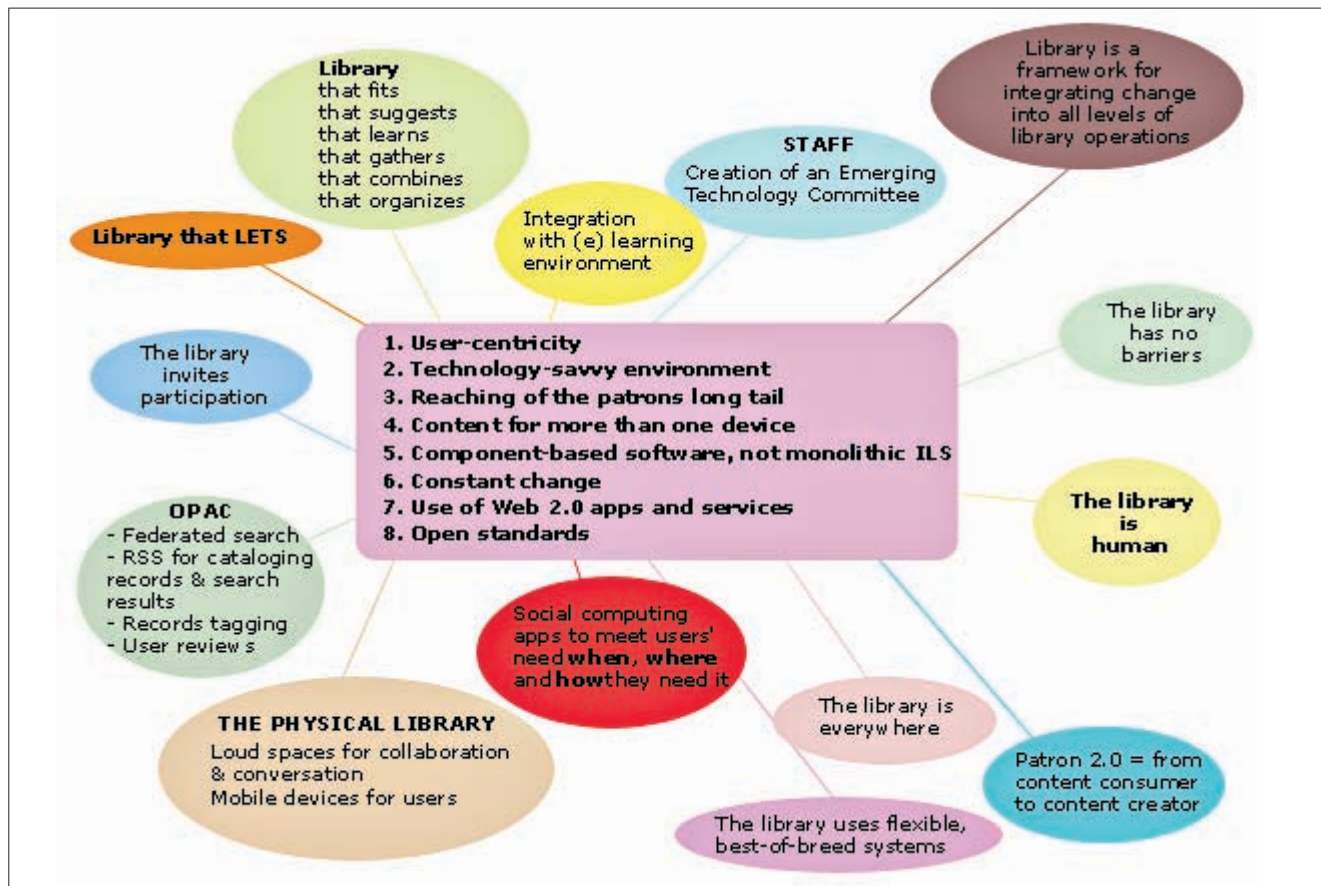 Library
that fits
that suggests
that learns
that gathers
that combines
that organizes
Library is a
framework for
integrating change
into all levels of
library operations
STAFF
Creation of an Emerging
Technology Committee
Integration
with (e) learning
environment
Library that LETS
The library
invites
participation
1. User-centricity
2. Technology-savvy environment
3. Reaching of the patrons long tail
4. Content for more than one device
5. Component-based software, not monolithic ILS
6. Constant change
7. Use of Web 2.0 apps and services
8. Open standards
The library
has no
barriers
The library
is
human
OPAC
- Federated search
- RSS for cataloging
records & search
results
- Records tagging
- User reviews
Social computing
apps to meet users'
need when, where
and how they need it
THE PHYSICAL LIBRARY
Loud spaces for collaboration
& conversation
Mobile devices for users
The library is
everywhere
Patron 2.0 = from
content consumer
to content creator
The library uses flexible,
best-of-breed systems